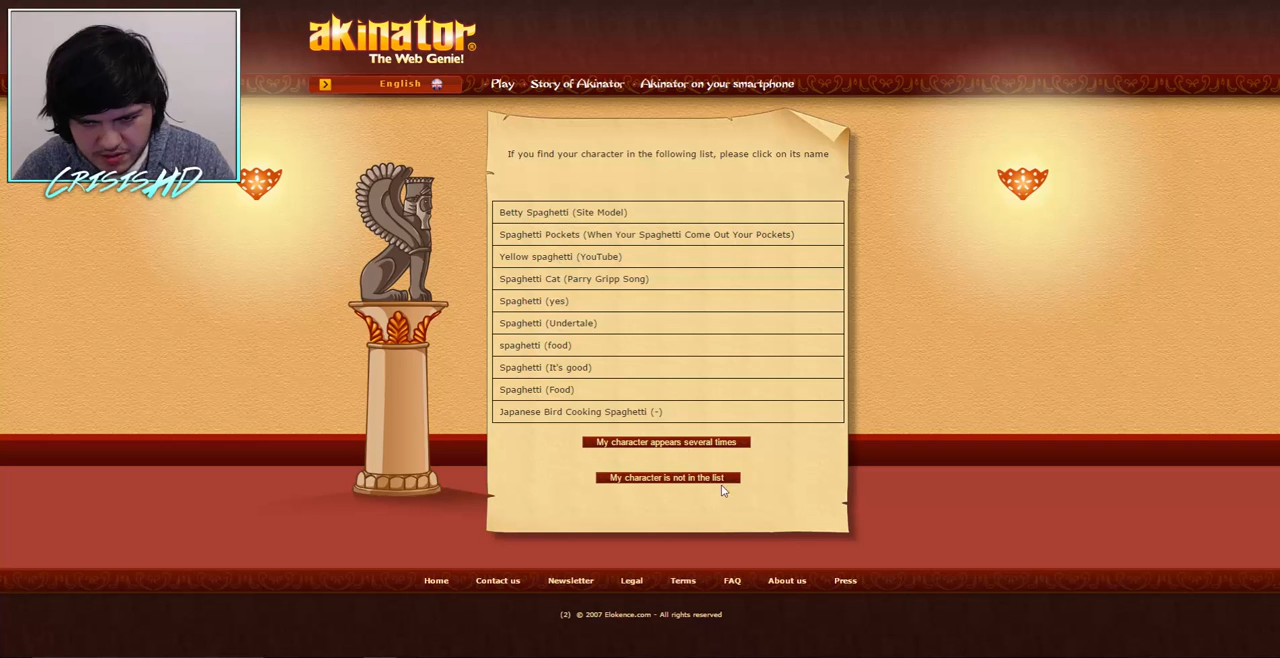 akinator®
The Web Genie!
English
Play
Story of Akinator
Akinator on your smartphone
CRISISHD
If you find your character in the following list, please click on its name
Betty Spaghetti (Site Model)
Spaghetti Pockets (When Your Spaghetti Come Out Your Pockets)
Yellow spaghetti (YouTube)
Spaghetti Cat (Parry Gripp Song)
Spaghetti (yes)
Spaghetti (Undertale)
spaghetti (food)
Spaghetti (It's good)
Spaghetti (Food)
Japanese Bird Cooking Spaghetti (-)
My character appears several times
My character is not in the list
Home Contact us Newsletter Legal Terms FAQ About us Press
(2) © 2007 Elokence.com - All rights reserved